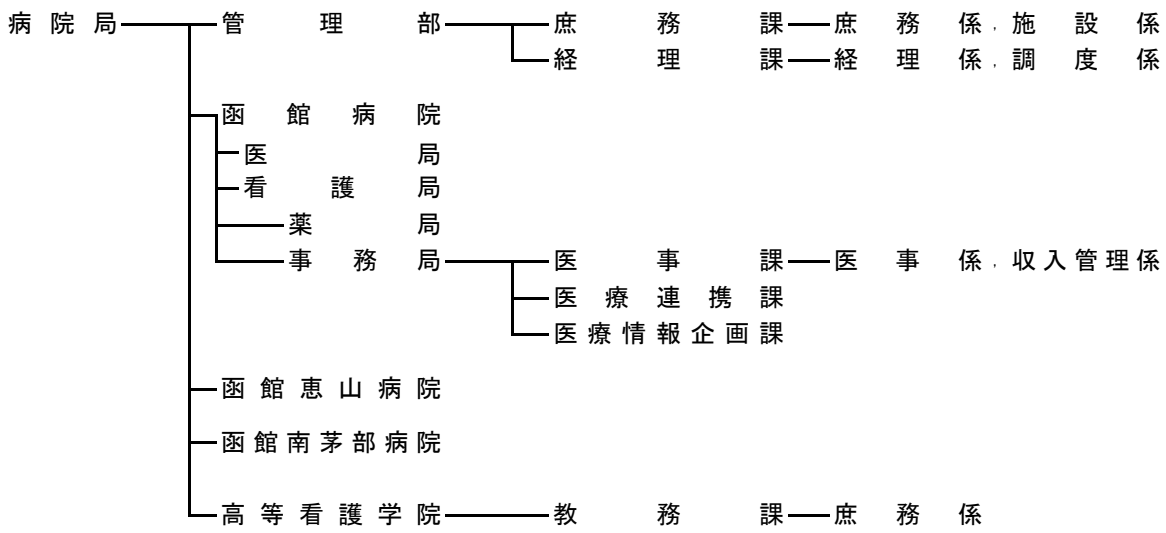 病院局 管理部 庶務課 庶務係，施設係
経理課 経理係，調度係
函館病院
医局
看護局
薬局
事務局 医事課 医事係，収入管理係
医療連携課
医療情報企画課
函館恵山病院
函館南茅部病院
高等看護学院 教務課 庶務係